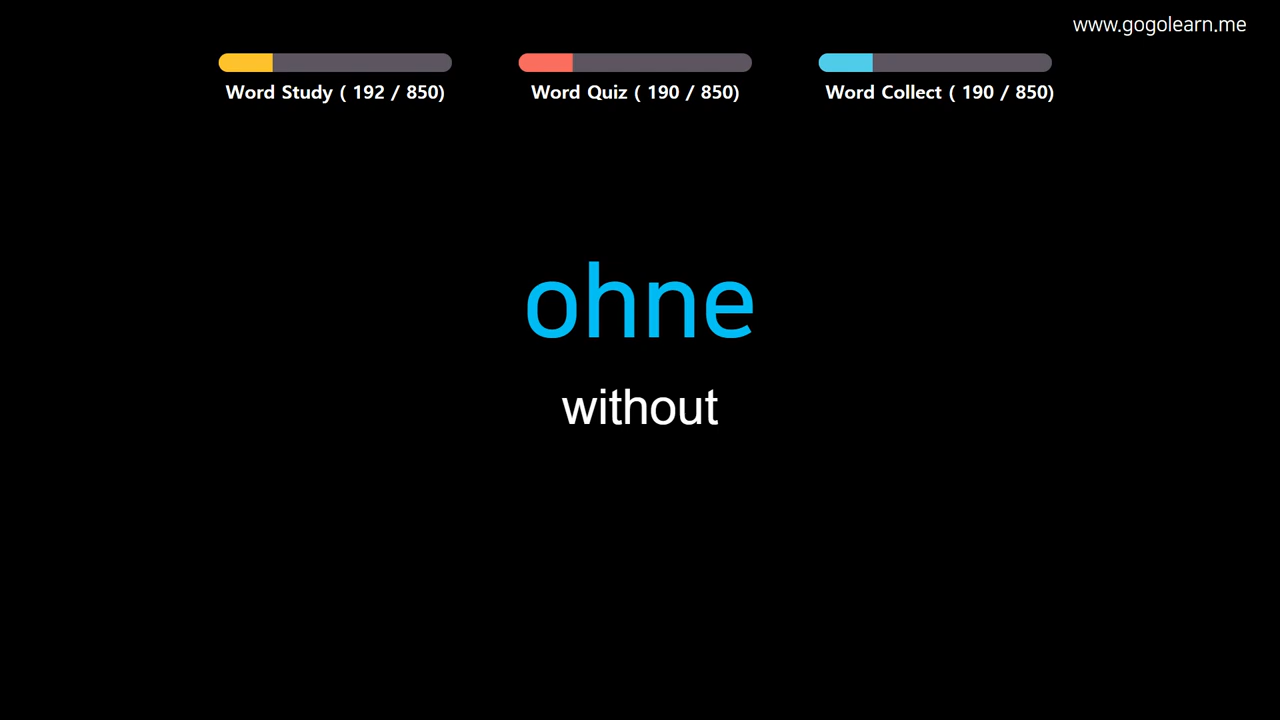 www.gogolearn.me
Word Study ( 192 / 850)
Word Quiz ( 190 / 850)
Word Collect ( 190 / 850)
ohne
without